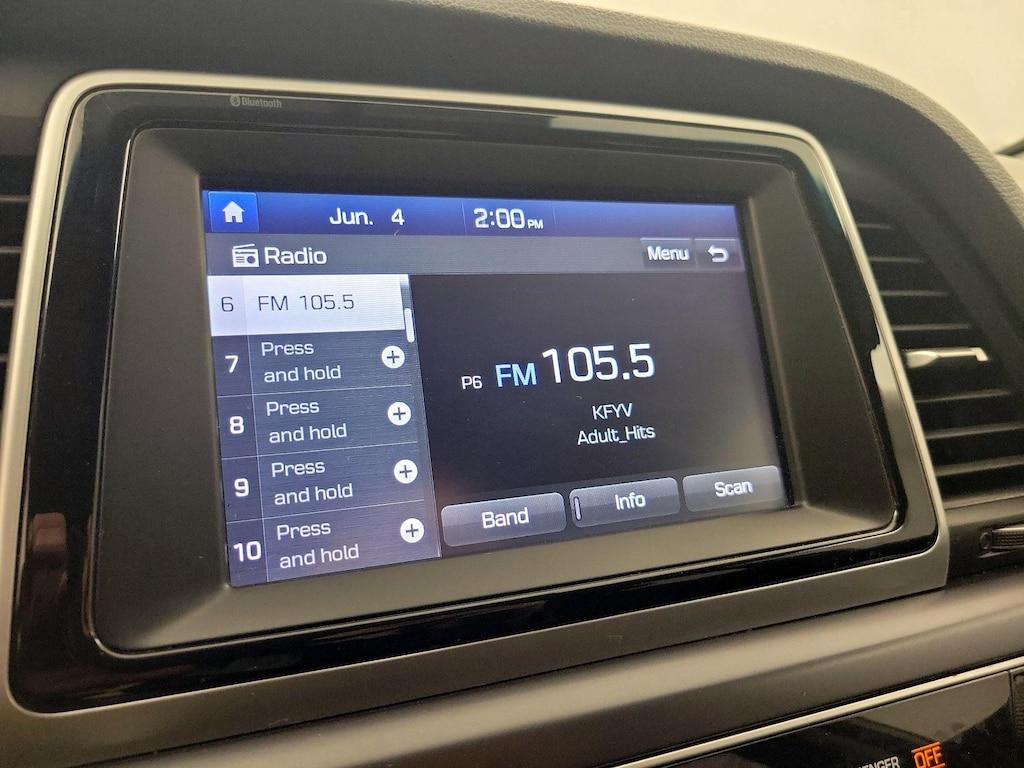 Bluetooth
Jun. 4 2:00 PM
Radio
Menu
6 FM 105.5
7 Press
and hold
8 Press
and hold
9 Press
and hold
10 Press
and hold
P6 FM 105.5
KFYV
Adult_Hits
Band Info Scan
OFF